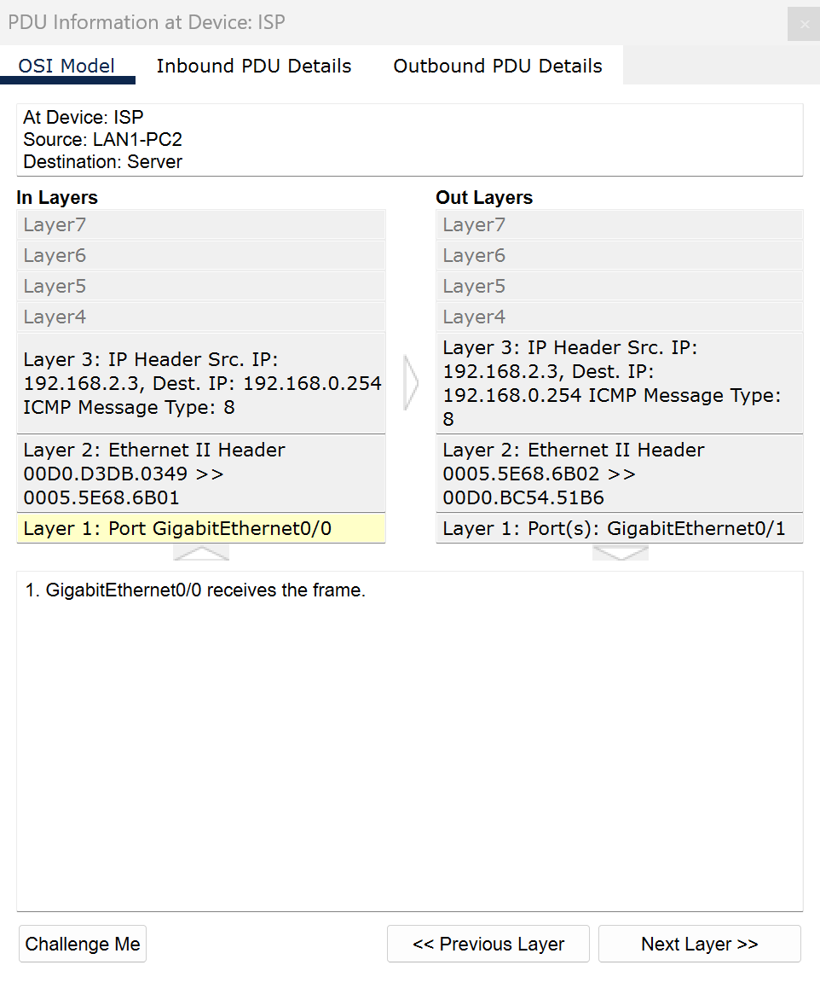 PDU Information at Device: ISP
OSI Model
Inbound PDU Details
Outbound PDU Details
At Device: ISP
Source: LAN1-PC2
Destination: Server
In Layers
Layer7
Layer6
Layer5
Layer4
Layer 3: IP Header Src. IP:
192.168.2.3, Dest. IP: 192.168.0.254
ICMP Message Type: 8
Layer 2: Ethernet II Header
00D0.D3DB.0349 >>
0005.5E68.6B01
Layer 1: Port GigabitEthernet0/0
Out Layers
Layer7
Layer6
Layer5
Layer4
Layer 3: IP Header Src. IP:
192.168.2.3, Dest. IP:
192.168.0.254 ICMP Message Type:
8
Layer 2: Ethernet II Header
0005.5E68.6B02 >>
00D0.BC54.51B6
Layer 1: Port(s): GigabitEthernet0/1
1. GigabitEthernet0/0 receives the frame.
Challenge Me
<< Previous Layer
Next Layer >>